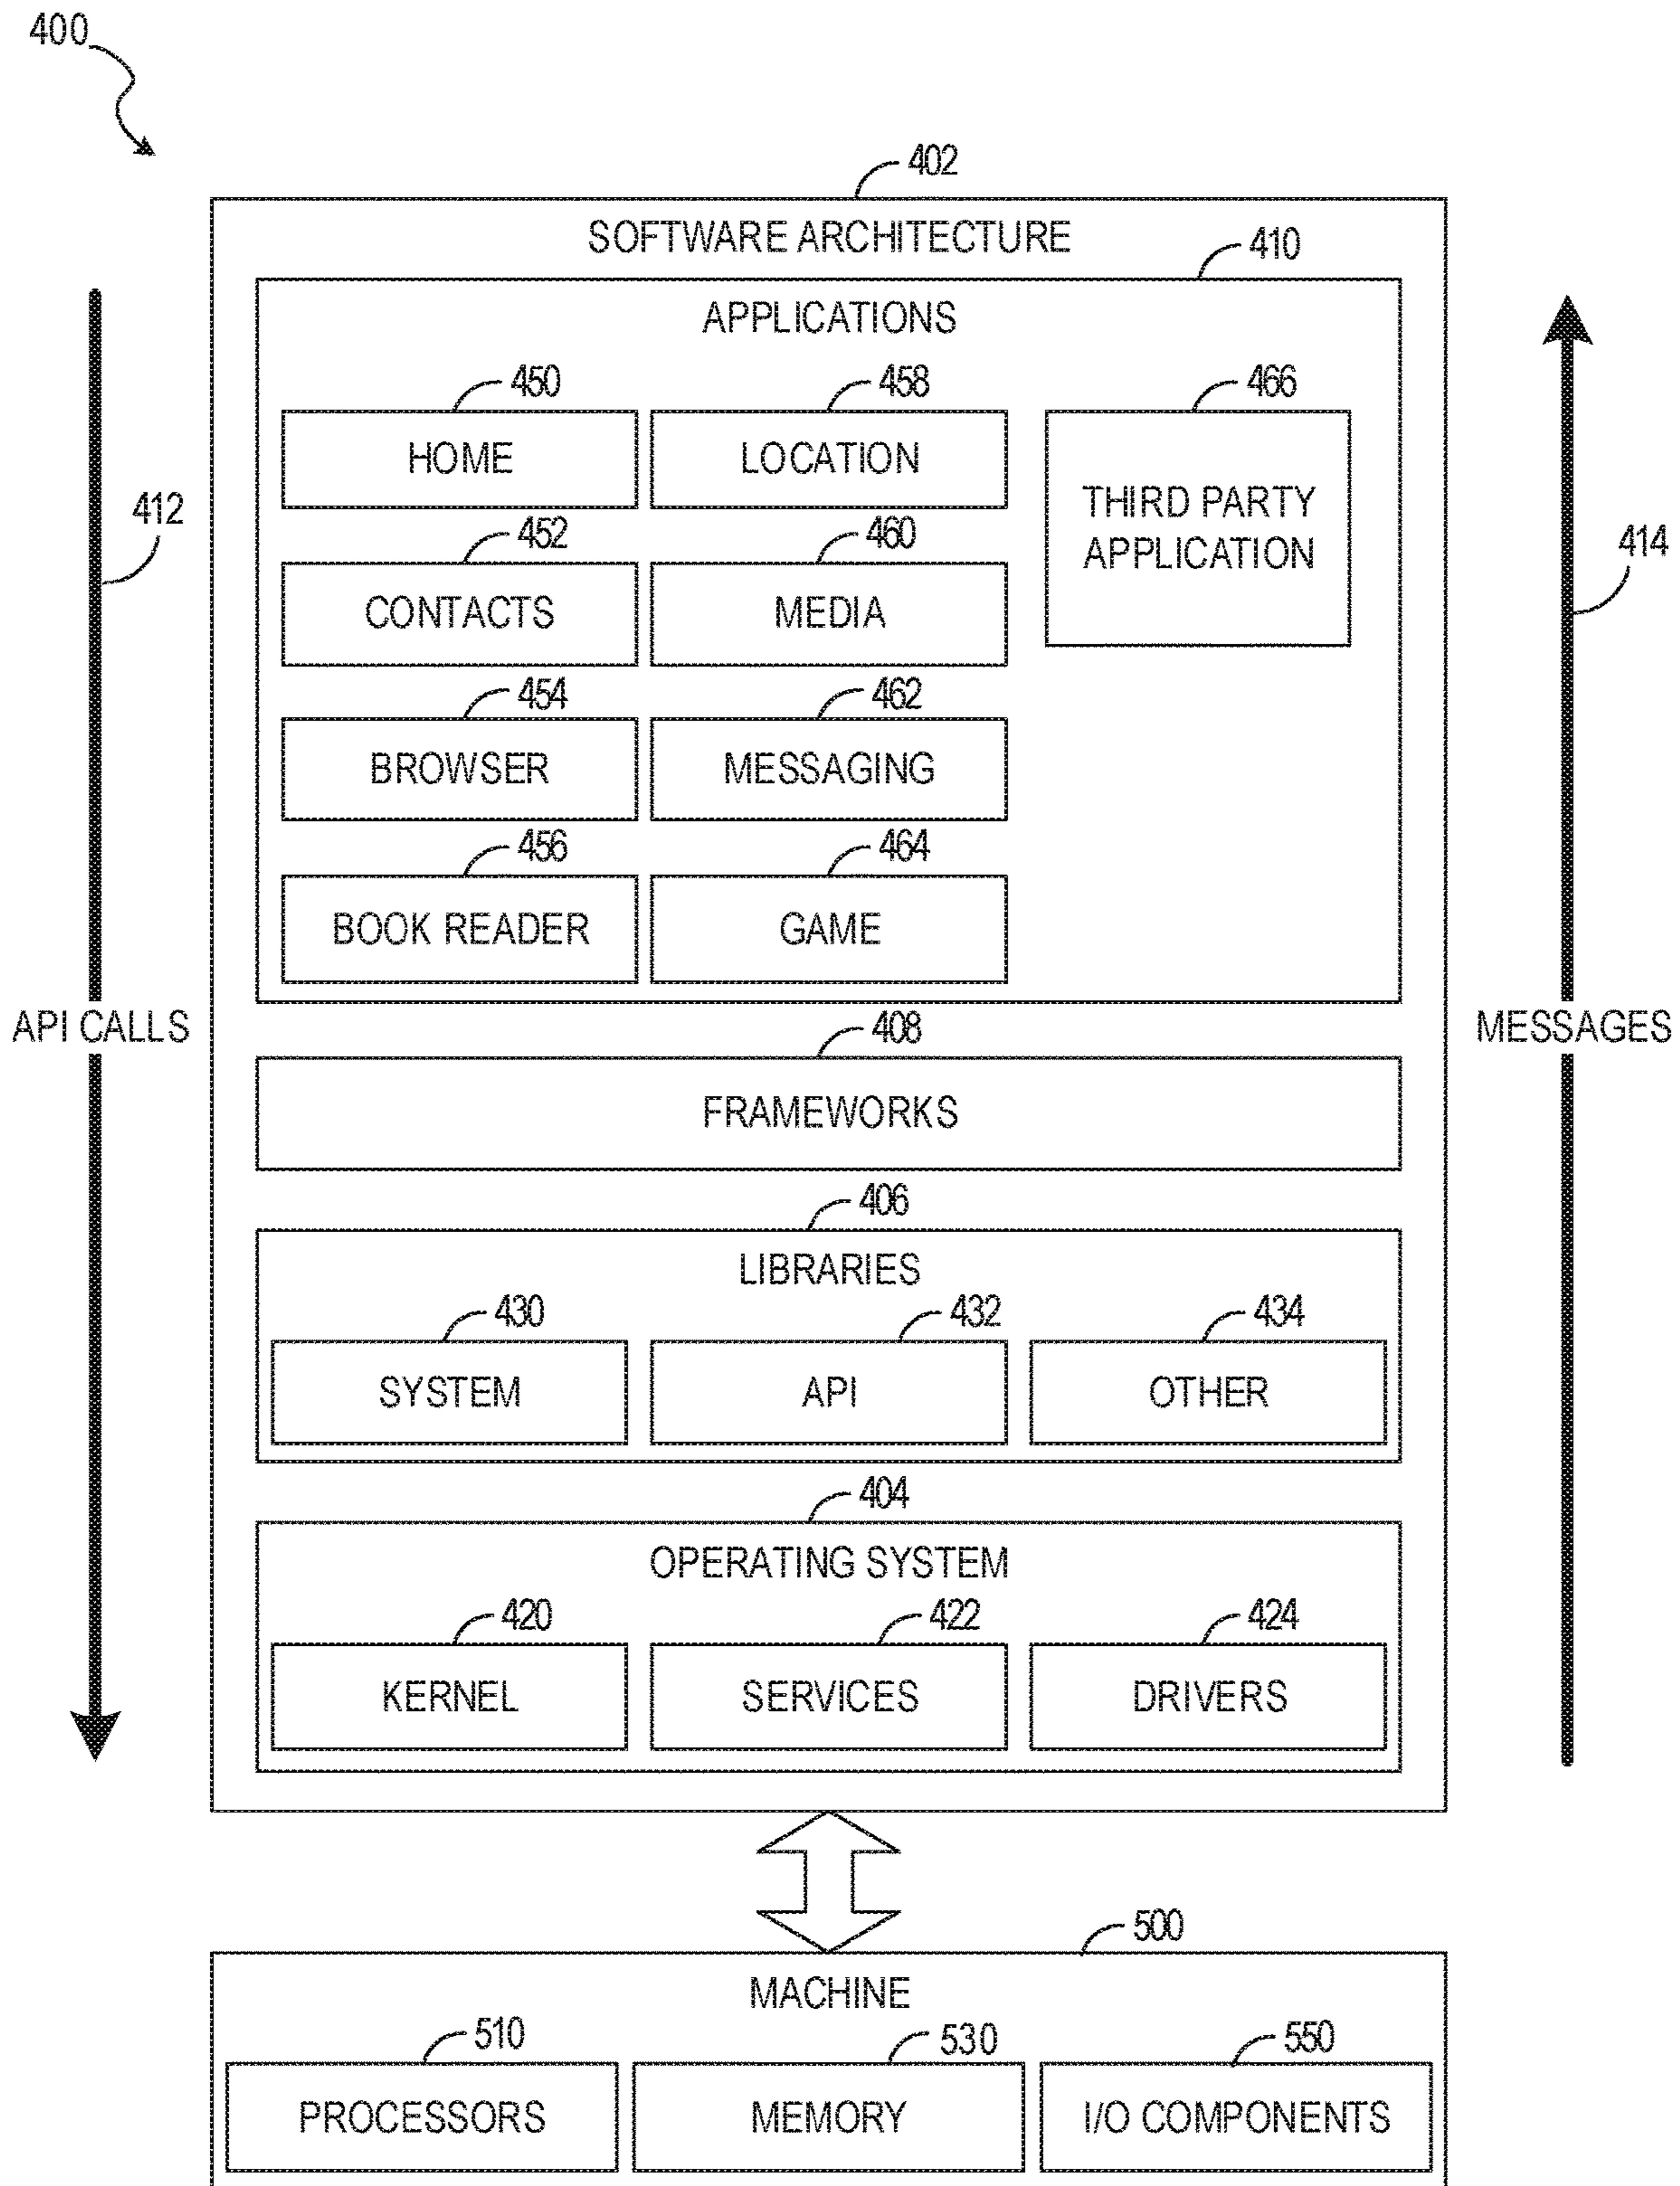 400
402
SOFTWARE ARCHITECTURE
410
APPLICATIONS
450
458
466
HOME
LOCATION
THIRD PARTY
APPLICATION
412
414
452
460
CONTACTS
MEDIA
454
462
BROWSER
MESSAGING
456
464
BOOK READER
GAME
API CALLS
MESSAGES
408
FRAMEWORKS
406
LIBRARIES
430
432
434
SYSTEM
API
OTHER
404
OPERATING SYSTEM
420
422
424
KERNEL
SERVICES
DRIVERS
500
MACHINE
510
530
550
PROCESSORS
MEMORY
I/O COMPONENTS